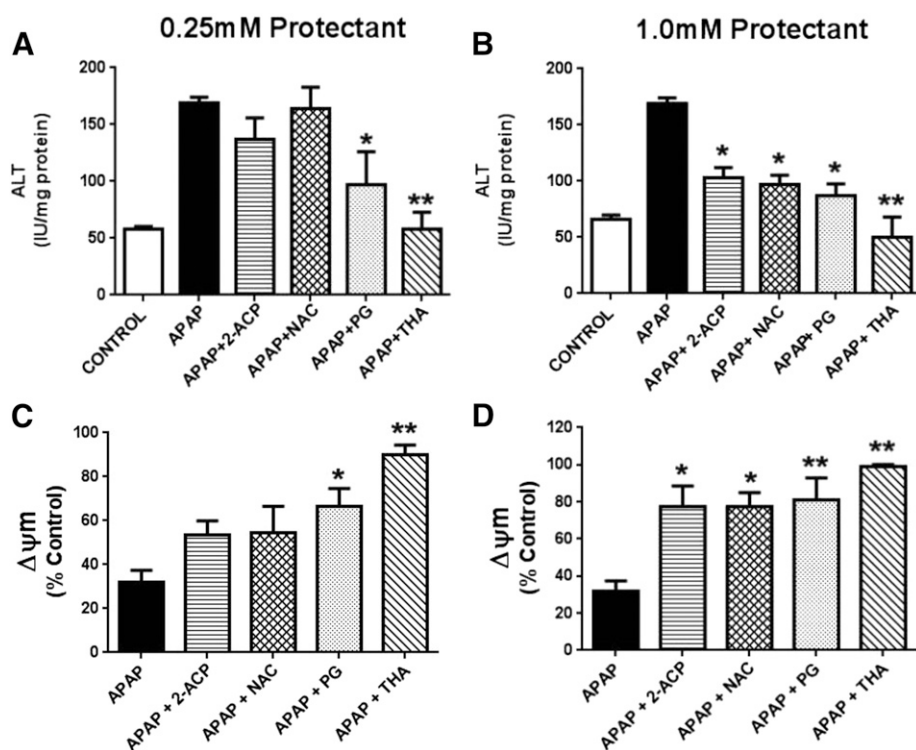 A
0.25mM Protectant
ALT
(IU/mg protein)
200
150
100
50
0
*
**
CONTROL
APAP
APAP+2-ACP
APAP+NAC
APAP+PG
APAP+THA
B
1.0mM Protectant
ALT
(IU/mg protein)
200
150
100
50
0
*
*
*
**
CONTROL
APAP
APAP+ 2-ACP
APAP+ NAC
APAP+ PG
APAP+ THA
C
Δψm
(% Control)
100
80
60
40
20
0
*
**
APAP
APAP + 2-ACP
APAP + NAC
APAP + PG
APAP + THA
D
Δψm
(% Control)
120
100
80
60
40
20
0
*
*
**
**
APAP
APAP + 2-ACP
APAP + NAC
APAP + PG
APAP + THA